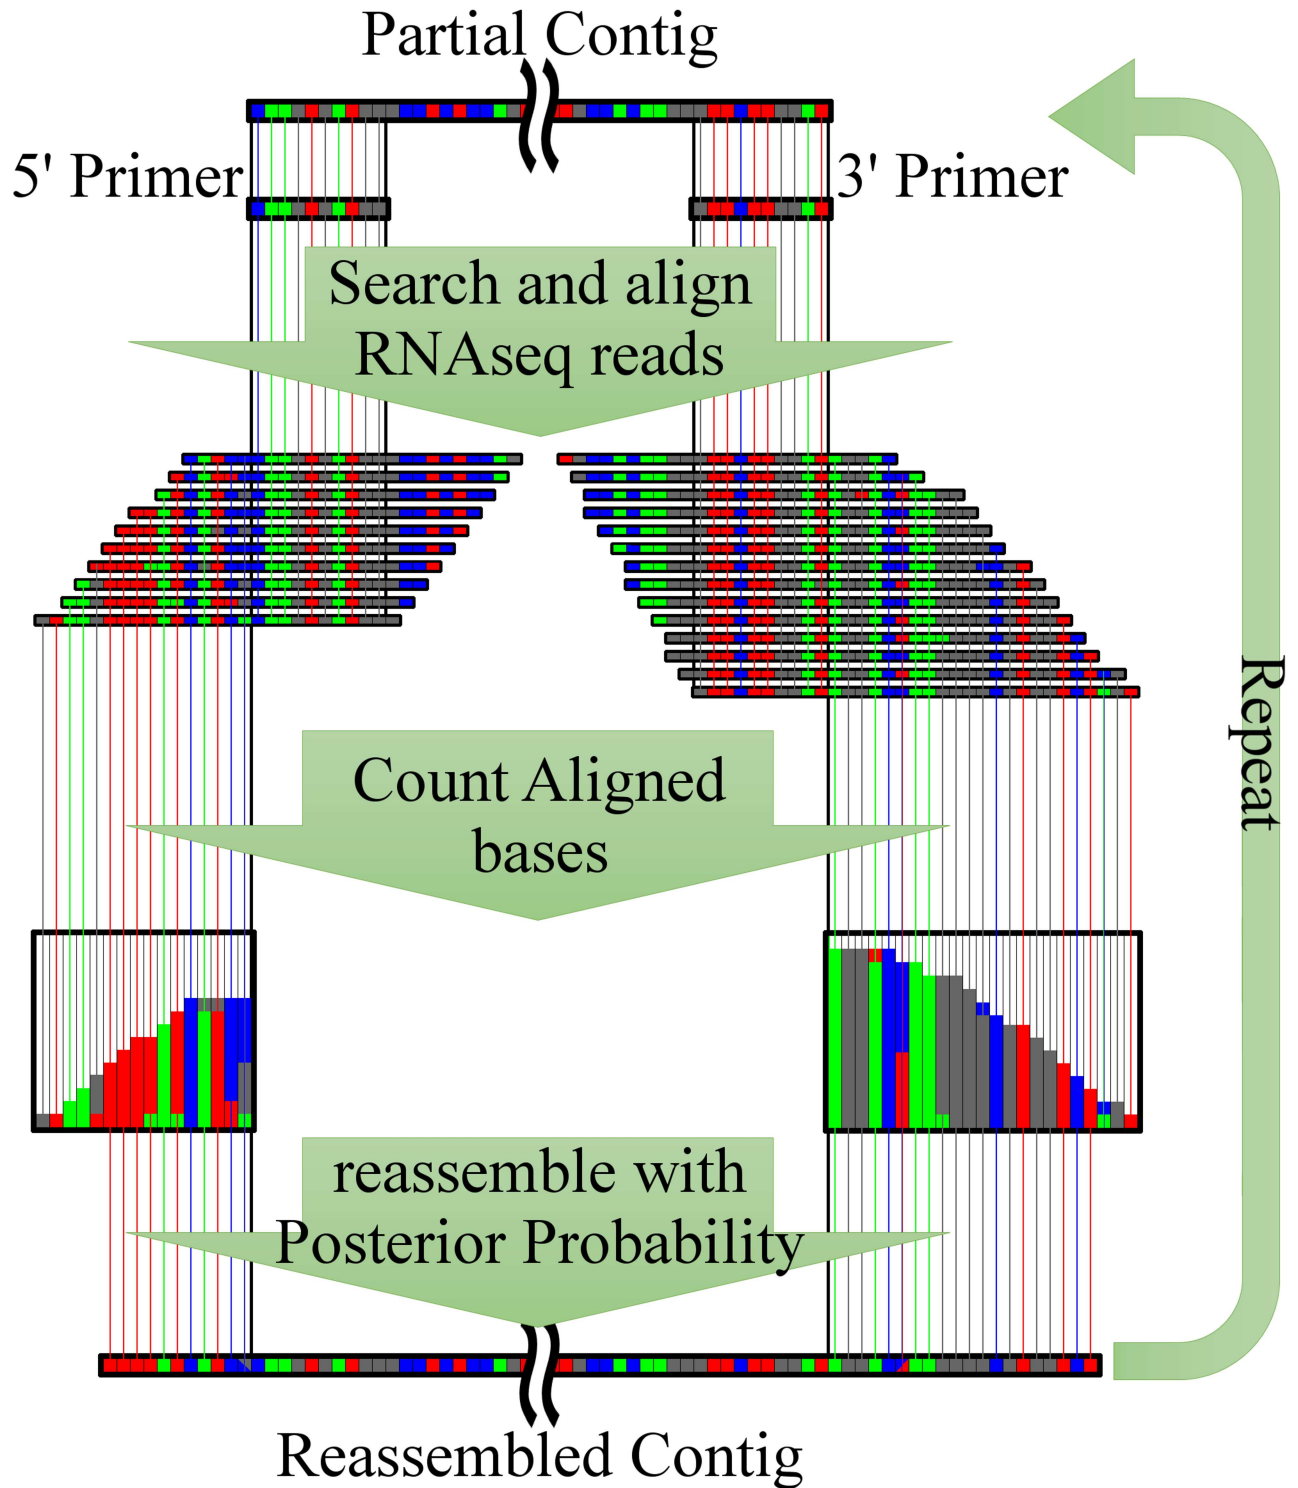 Partial Contig
5' Primer
3' Primer
Search and align
RNAseq reads
Count Aligned
bases
Repeat
reassemble with
Posterior Probability
Reassembled Contig